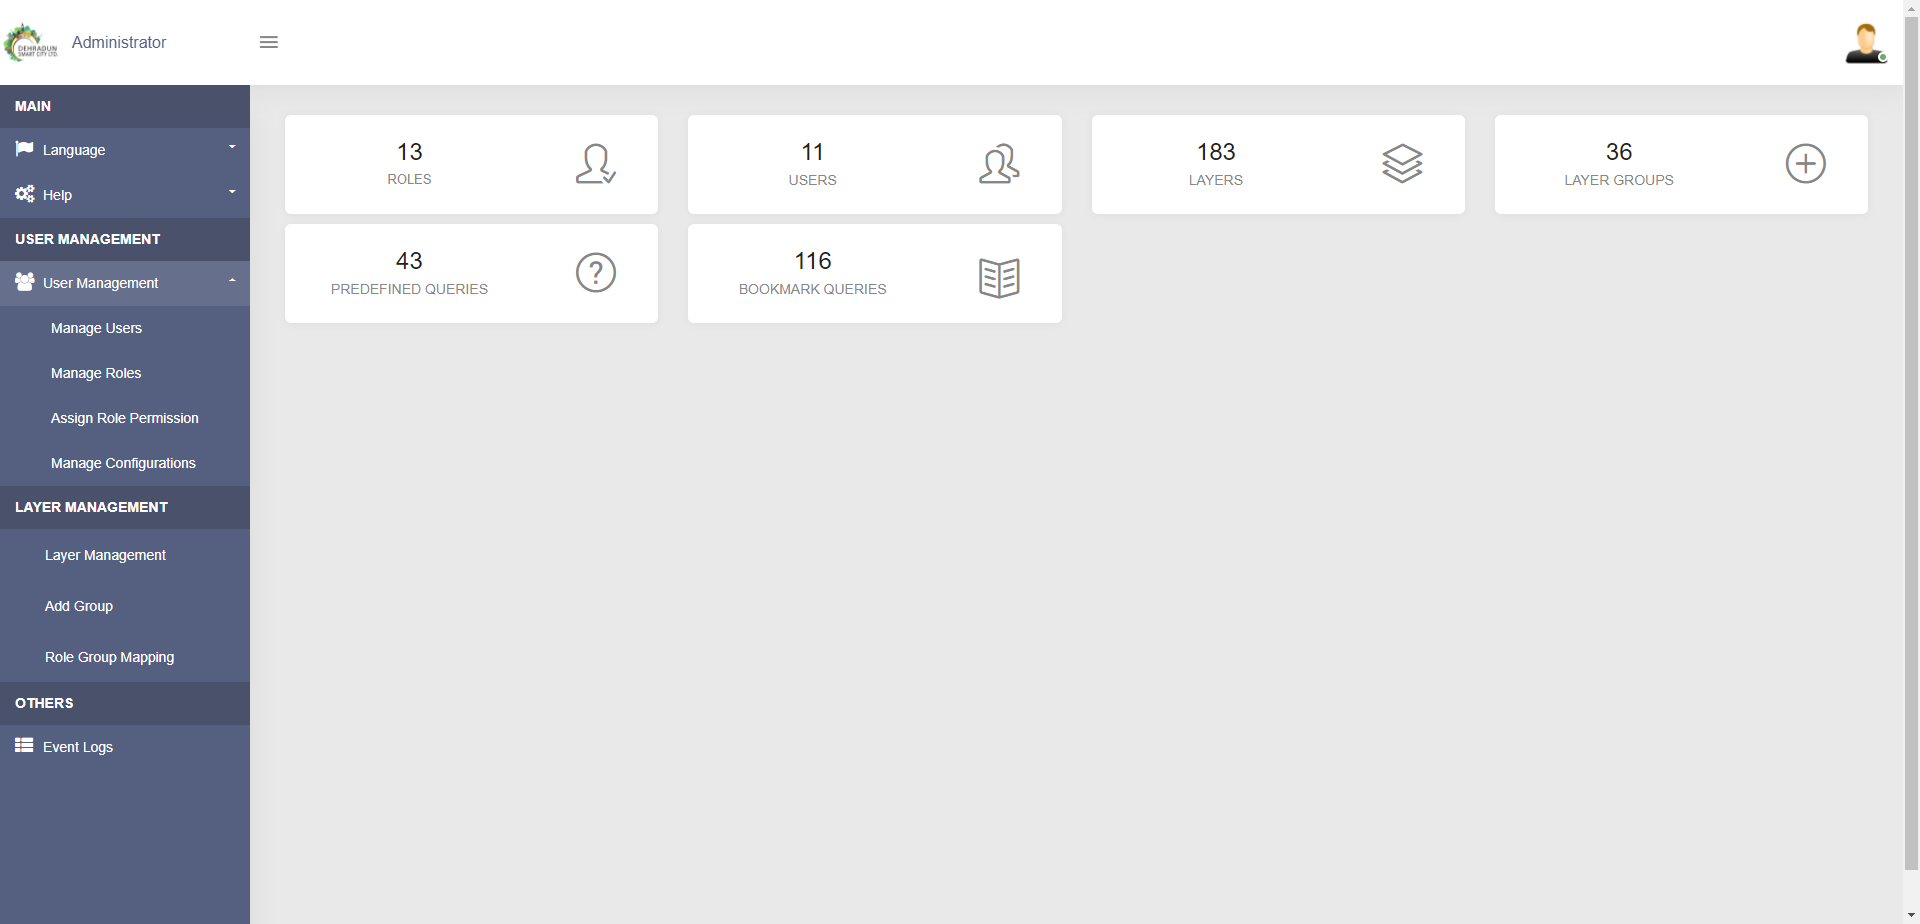 DEHRADUN
SMART CITY LTD.
Administrator
MAIN
Language
Help
USER MANAGEMENT
User Management
Manage Users
Manage Roles
Assign Role Permission
Manage Configurations
LAYER MANAGEMENT
Layer Management
Add Group
Role Group Mapping
OTHERS
Event Logs
13
ROLES
11
USERS
183
LAYERS
36
LAYER GROUPS
43
PREDEFINED QUERIES
116
BOOKMARK QUERIES